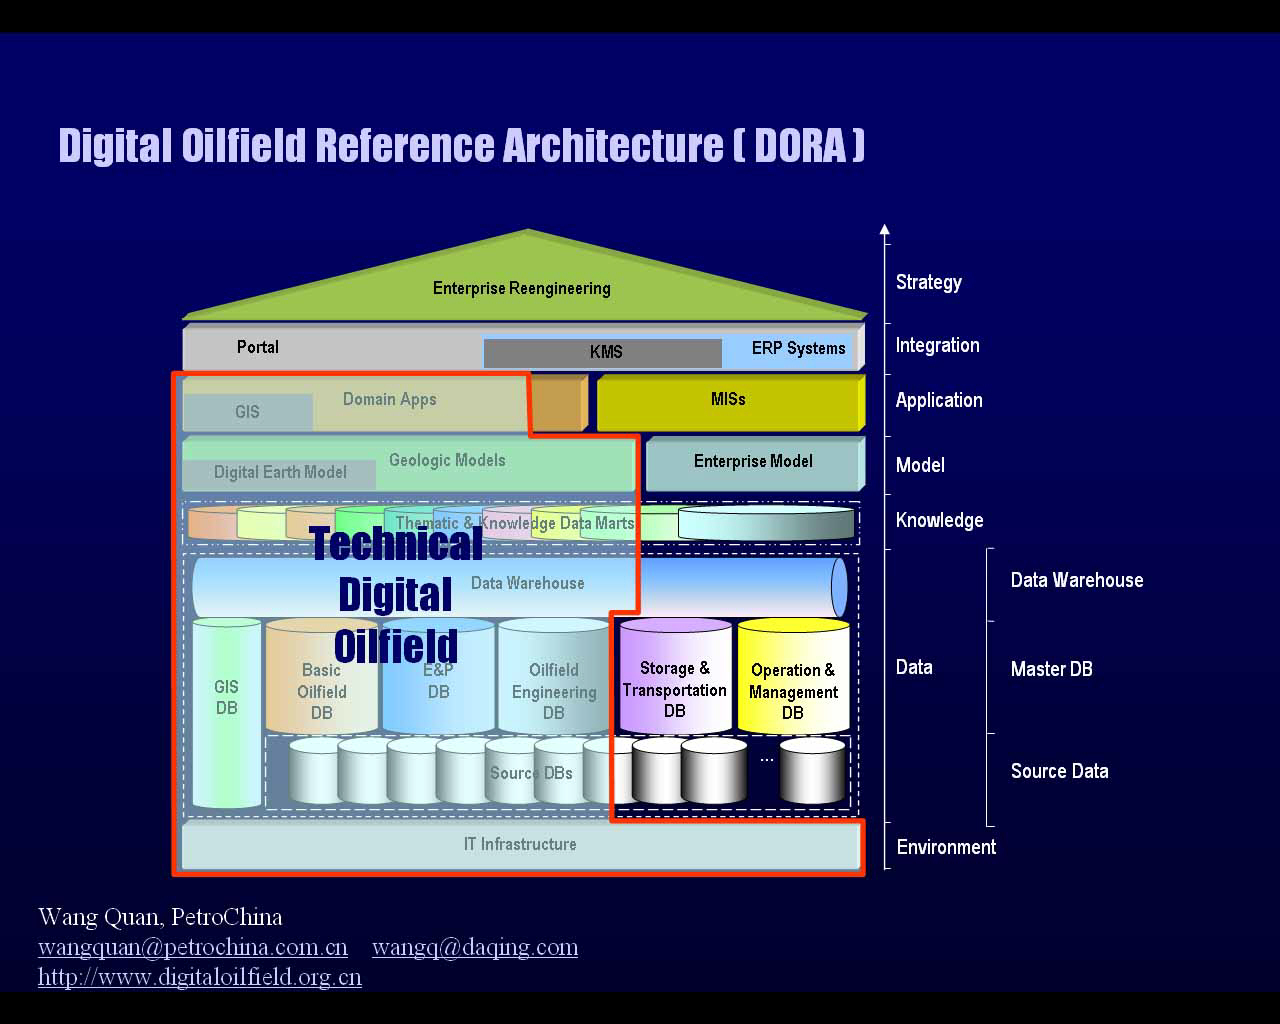 Digital Oilfield Reference Architecture ( DORA )
Enterprise Reengineering
Strategy
Portal
KMS
ERP Systems
Integration
Domain Apps
GIS
MISs
Application
Geologic Models
Digital Earth Model
Enterprise Model
Model
Thematic & Knowledge Data Marts
Knowledge
Technical
Digital
Oilfield
Data Warehouse
Data Warehouse
GIS
DB
Basic
Oilfield
DB
E&P
DB
Oilfield
Engineering
DB
Storage &
Transportation
DB
Operation &
Management
DB
Data
Master DB
Source DBs
...
Source Data
IT Infrastructure
Environment
Wang Quan, PetroChina
wangquan@petrochina.com.cn wangq@daqing.com
http://www.digitaloilfield.org.cn